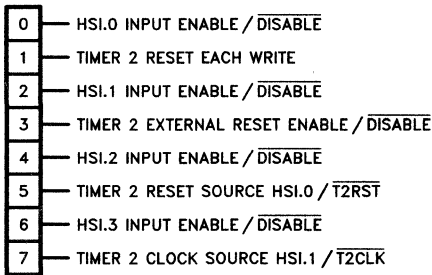 0 HSI.0 INPUT ENABLE / DISABLE
1 TIMER 2 RESET EACH WRITE
2 HSI.1 INPUT ENABLE / DISABLE
3 TIMER 2 EXTERNAL RESET ENABLE / DISABLE
4 HSI.2 INPUT ENABLE / DISABLE
5 TIMER 2 RESET SOURCE HSI.0 / T2RST
6 HSI.3 INPUT ENABLE / DISABLE
7 TIMER 2 CLOCK SOURCE HSI.1 / T2CLK